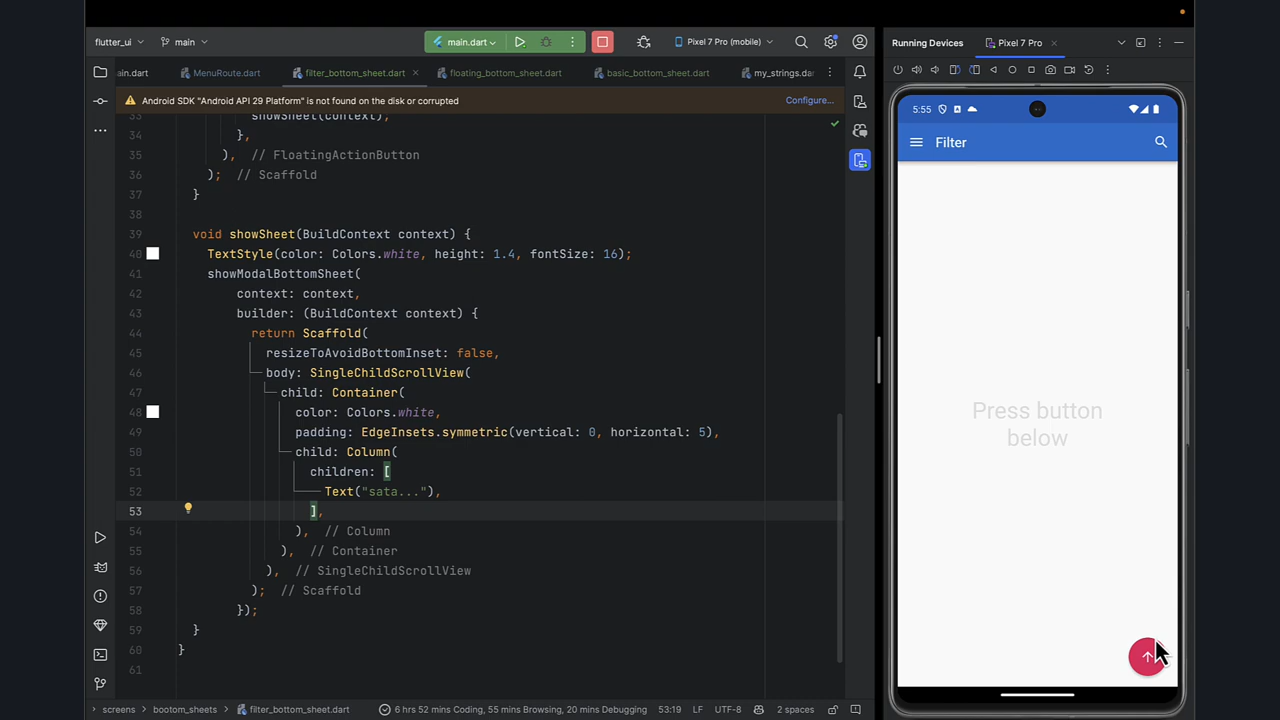 flutter_ui
main
main.dart
Pixel 7 Pro (mobile)
Running Devices
Pixel 7 Pro
ain.dart
MenuRoute.dart
filter_bottom_sheet.dart
floating_bottom_sheet.dart
basic_bottom_sheet.dart
my_strings.dart
Android SDK "Android API 29 Platform" is not found on the disk or corrupted
Configure...
33 showSheet(context);
34 },
35 ), // FloatingActionButton
36 ); // Scaffold
37 }
38
39 void showSheet(BuildContext context) {
40 TextStyle(color: Colors.white, height: 1.4, fontSize: 16);
41 showModalBottomSheet(
42 context: context,
43 builder: (BuildContext context) {
44 return Scaffold(
45 resizeToAvoidBottomInset: false,
46 body: SingleChildScrollView(
47 child: Container(
48 color: Colors.white,
49 padding: EdgeInsets.symmetric(vertical: 0, horizontal: 5),
50 child: Column(
51 children: [
52 Text("sata..."),
53 ],
54 ), // Column
55 ), // Container
56 ), // SingleChildScrollView
57 ); // Scaffold
58 });
59 }
60 }
61
5:55
Filter
Press button
below
screens
bootom_sheets
filter_bottom_sheet.dart
6 hrs 52 mins Coding, 55 mins Browsing, 20 mins Debugging
53:19
LF
UTF-8
2 spaces